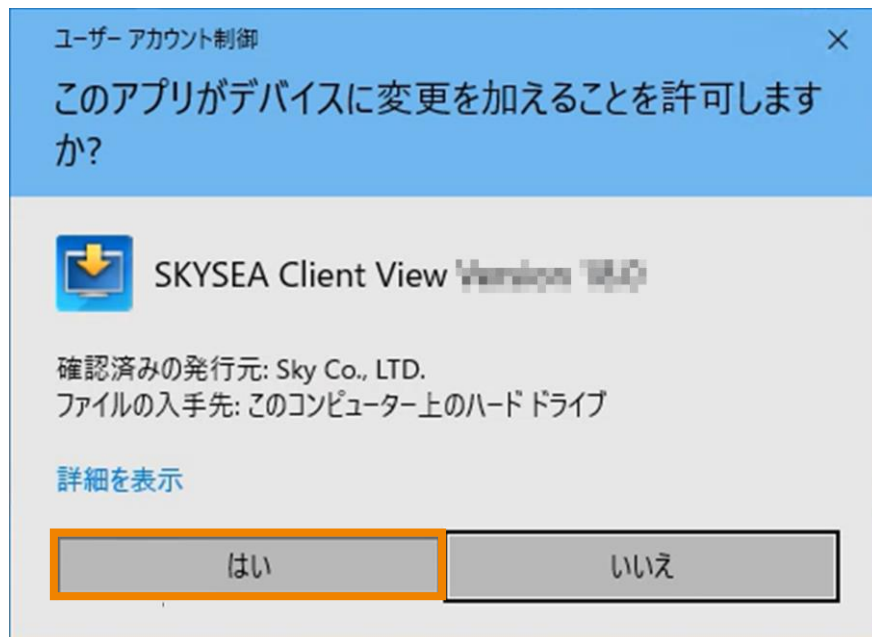 ユーザー アカウント制御
このアプリがデバイスに変更を加えることを許可します
か?
SKYSEA Client View
確認済みの発行元: Sky Co., LTD.
ファイルの入手先: このコンピューター上のハード ドライブ
詳細を表示
はい
いいえ